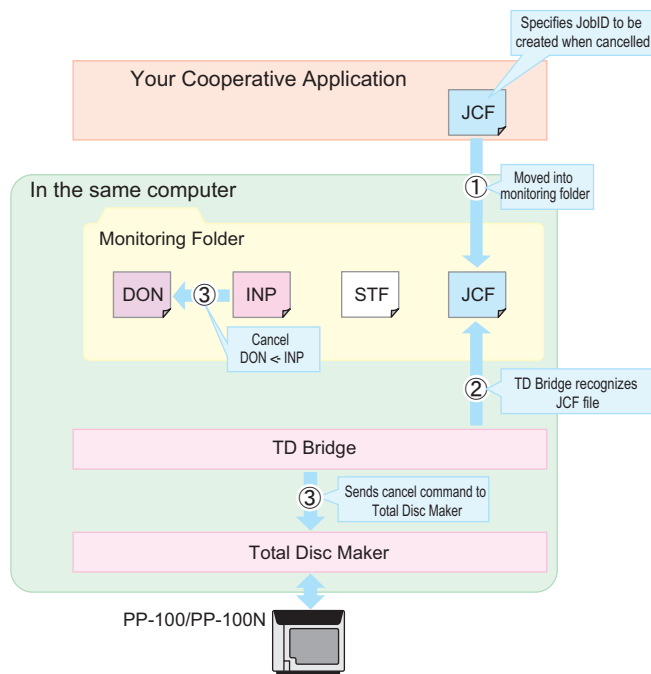 Specifies JobID to be
created when cancelled
Your Cooperative Application
JCF
①
Moved into
monitoring folder
In the same computer
Monitoring Folder
DON
③
INP
STF
JCF
Cancel
DON <- INP
②
TD Bridge recognizes
JCF file
TD Bridge
③
Sends cancel command to
Total Disc Maker
Total Disc Maker
PP-100/PP-100N